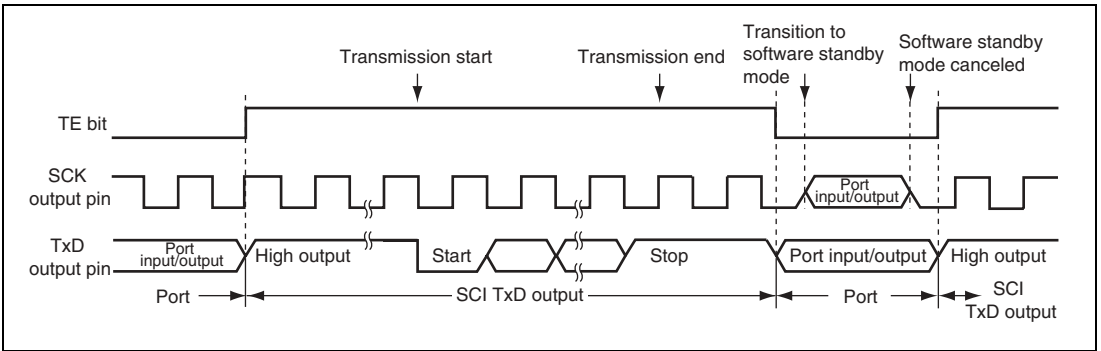 Transmission start
Transmission end
Transition to
software standby
mode
Software standby
mode canceled
TE bit
SCK
output pin
Port
input/output
TxD
output pin
Port
input/output
High output
Start
Stop
Port input/output
High output
Port
SCI TxD output
Port
SCI
TxD output